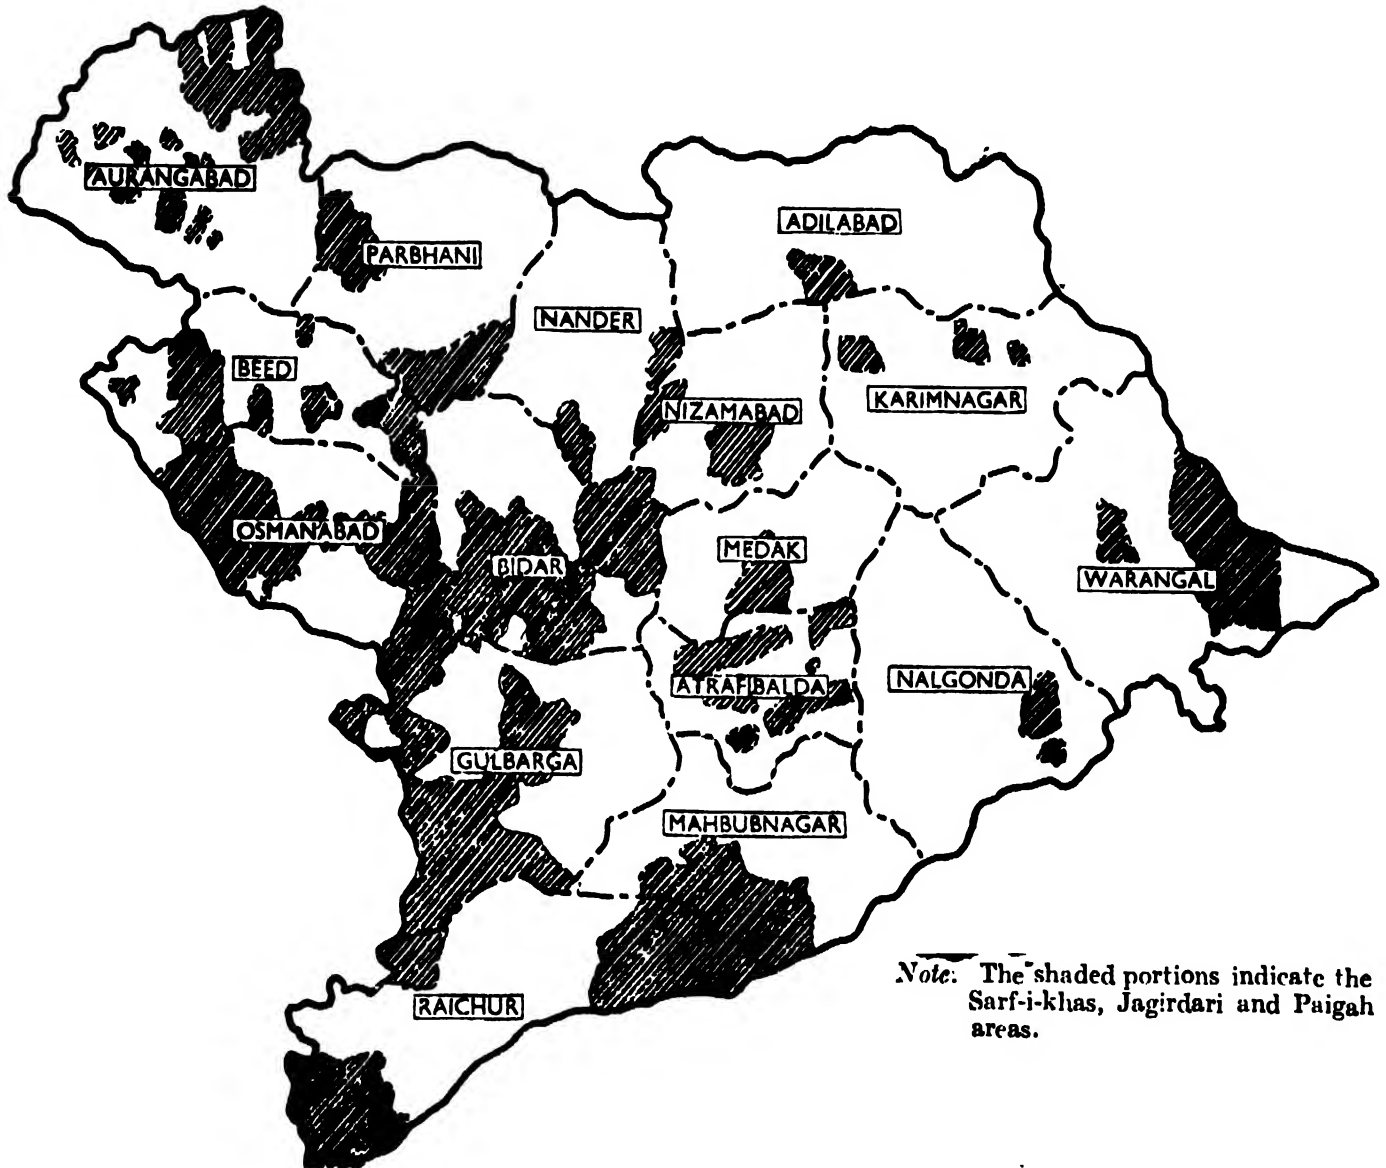 AURANGABAD
ADILABAD
PARBHANI
NANDER
BEED
NIZAMABAD
KARIMNAGAR
OSMANABAD
MEDAK
BIDAR
WARANGAL
ATRAFIBALDA
NALGONDA
GULBARGA
MAHBUBNAGAR
Note: The shaded portions indicate the
Sarf-i-khas, Jagirdari and Paigah
areas.
RAICHUR